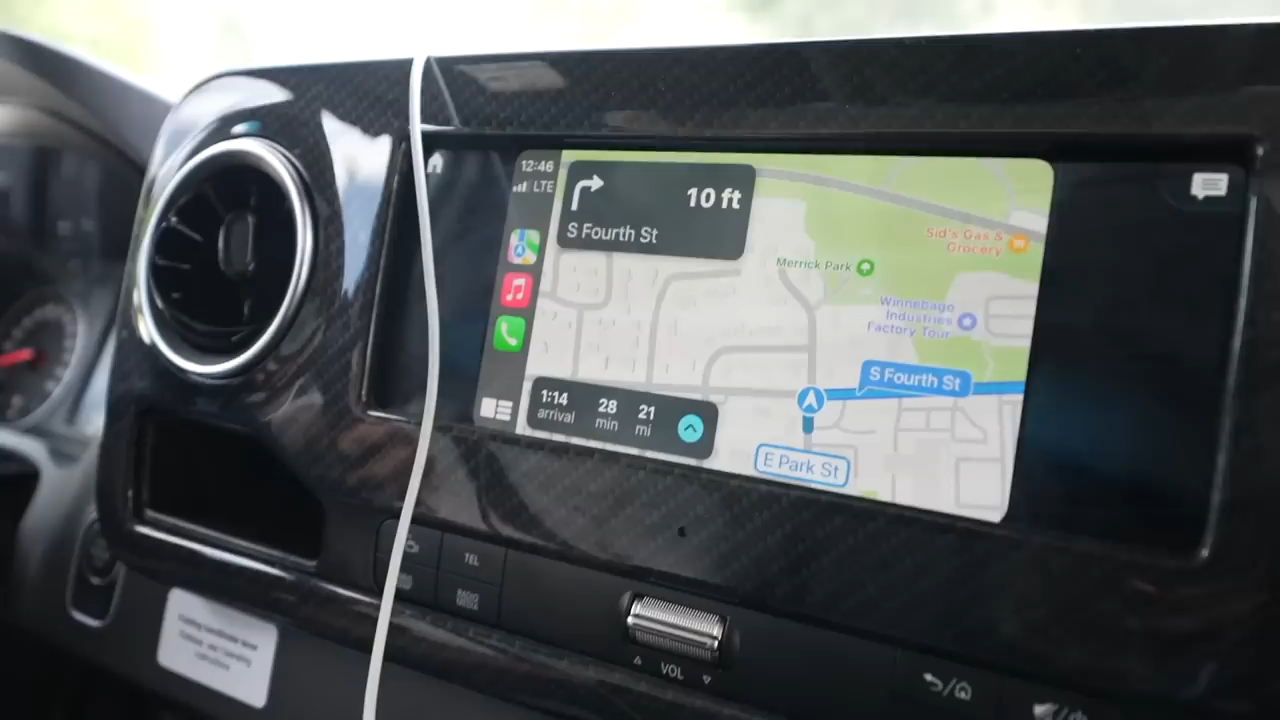 12:46
LTE
10 ft
S Fourth St
Sid's Gas &
Grocery
Merrick Park
Winnebago
Industries
Factory Tour
S Fourth St
1:14
arrival
28
min
21
mi
E Park St
TEL
RADIO
MEDIA
VOL